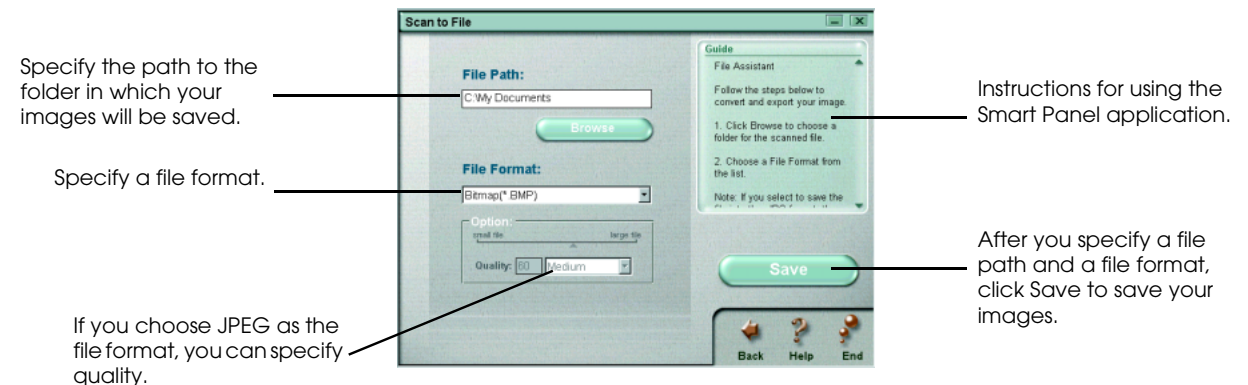 Scan to File
Specify the path to the
folder in which your
images will be saved.
File Path:
C:\My Documents
Browse
Specify a file format.
File Format:
Bitmap(*.BMP)
Option:
small file
large file
Quality: 60 Medium
If you choose JPEG as the
file format, you can specify
quality.
Guide
File Assistant
Follow the steps below to
convert and export your image.
1. Click Browse to choose a
folder for the scanned file.
2. Choose a File Format from
the list.
Note: If you select to save the
Instructions for using the
Smart Panel application.
Save
After you specify a file
path and a file format,
click Save to save your
images.
Back
Help
End